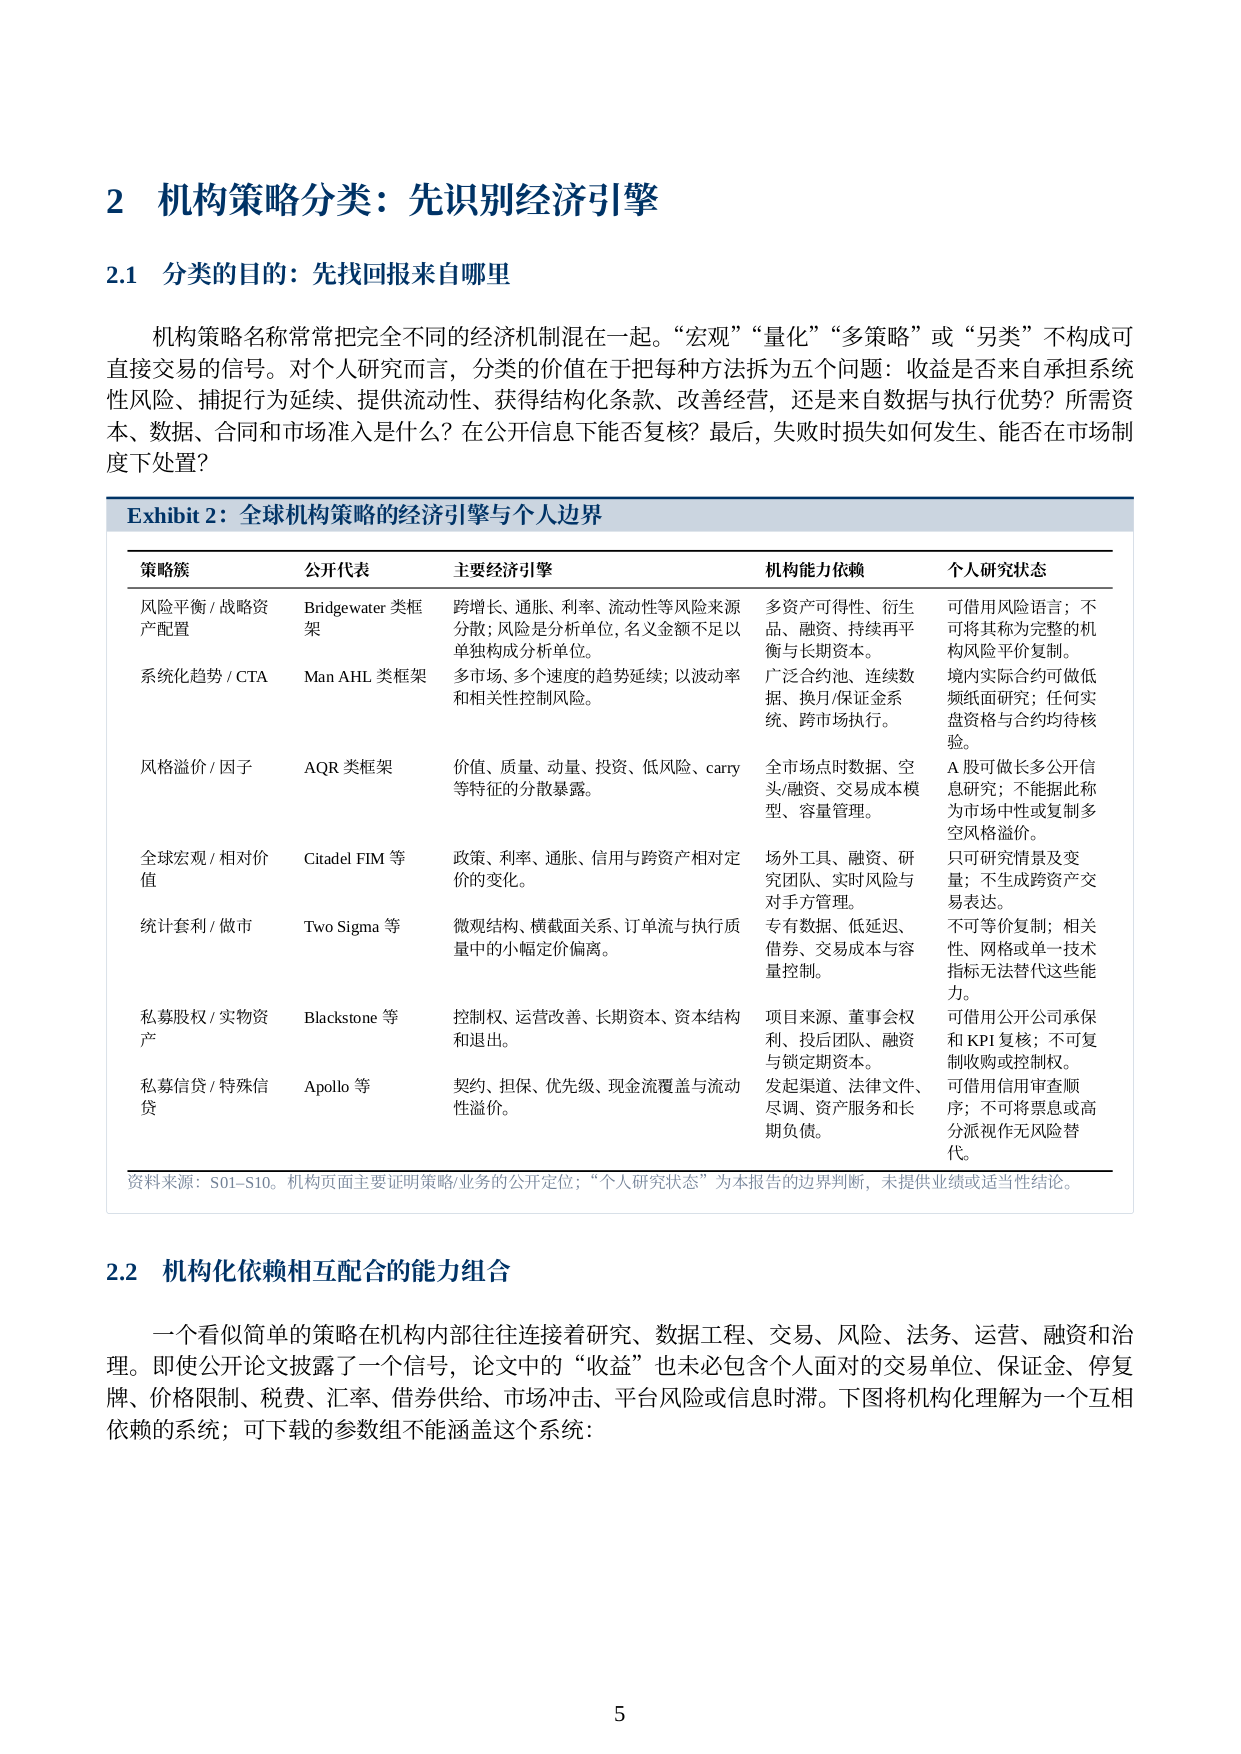 2 机构策略分类：先识别经济引擎
2.1 分类的目的：先找回报来自哪里
机构策略名称常常把完全不同的经济机制混在一起。“宏观”“量化”“多策略”或“另类”不构成可
直接交易的信号。对个人研究而言，分类的价值在于把每种方法拆为五个问题：收益是否来自承担系统
性风险、捕捉行为延续、提供流动性、获得结构化条款、改善经营，还是来自数据与执行优势？所需资
本、数据、合同和市场准入是什么？在公开信息下能否复核？最后，失败时损失如何发生、能否在市场制
度下处置？
Exhibit 2：全球机构策略的经济引擎与个人边界
策略簇 公开代表 主要经济引擎 机构能力依赖 个人研究状态
风险平衡 / 战略资 Bridgewater 类框 跨增长、通胀、利率、流动性等风险来源 多资产可得性、衍生 可借用风险语言；不
产配置 架 分散；风险是分析单位，名义金额不足以 品、融资、持续再平 可将其称为完整的机
单独构成分析单位。 衡与长期资本。 构风险平价复制。
系统化趋势 / CTA Man AHL 类框架 多市场、多个速度的趋势延续；以波动率 广泛合约池、连续数 境内实际合约可做低
和相关性控制风险。 据、换月/保证金系 频纸面研究；任何实
统、跨市场执行。 盘资格与合约均待核
验。
风格溢价 / 因子 AQR 类框架 价值、质量、动量、投资、低风险、carry 全市场点时数据、空 A 股可做长多公开信
等特征的分散暴露。 头/融资、交易成本模 息研究；不能据此称
型、容量管理。 为市场中性或复制多
空风格溢价。
全球宏观 / 相对价 Citadel FIM 等 政策、利率、通胀、信用与跨资产相对定 场外工具、融资、研 只可研究情景及变
值 价的变化。 究团队、实时风险与 量；不生成跨资产交
对手方管理。 易表达。
统计套利 / 做市 Two Sigma 等 微观结构、横截面关系、订单流与执行质 专有数据、低延迟、 不可等价复制；相关
量中的小幅定价偏离。 借券、交易成本与容 性、网格或单一技术
量控制。 指标无法替代这些能
力。
私募股权 / 实物资 Blackstone 等 控制权、运营改善、长期资本、资本结构 项目来源、董事会权 可借用公开公司承保
产 和退出。 利、投后团队、融资 和 KPI 复核；不可复
与锁定期资本。 制收购或控制权。
私募信贷 / 特殊信 Apollo 等 契约、担保、优先级、现金流覆盖与流动 发起渠道、法律文件、 可借用信用审查顺
贷 性溢价。 尽调、资产服务和长 序；不可将票息或高
期负债。 分派视作无风险替
代。
资料来源：S01–S10。机构页面主要证明策略/业务的公开定位；“个人研究状态”为本报告的边界判断，未提供业绩或适当性结论。
2.2 机构化依赖相互配合的能力组合
一个看似简单的策略在机构内部往往连接着研究、数据工程、交易、风险、法务、运营、融资和治
理。即使公开论文披露了一个信号，论文中的“收益”也未必包含个人面对的交易单位、保证金、停复
牌、价格限制、税费、汇率、借券供给、市场冲击、平台风险或信息时滞。下图将机构化理解为一个互相
依赖的系统；可下载的参数组不能涵盖这个系统：
5